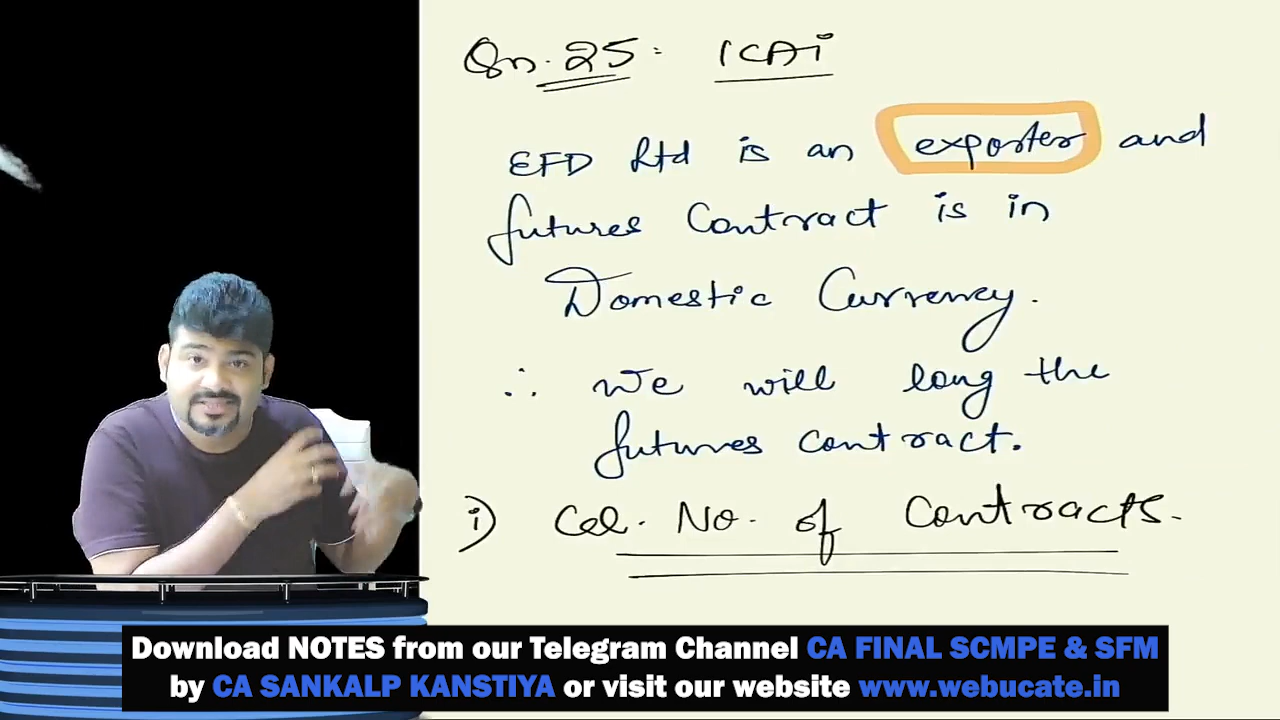 Qn. 25: ICAi
EFD Ltd is an exporter and
futures Contract is in
Domestic Currency.
∴ We will long the
futures contract.
i) Cal. No. of Contracts.
Download NOTES from our Telegram Channel CA FINAL SCMPE & SFM
by CA SANKALP KANSTIYA or visit our website www.webucate.in